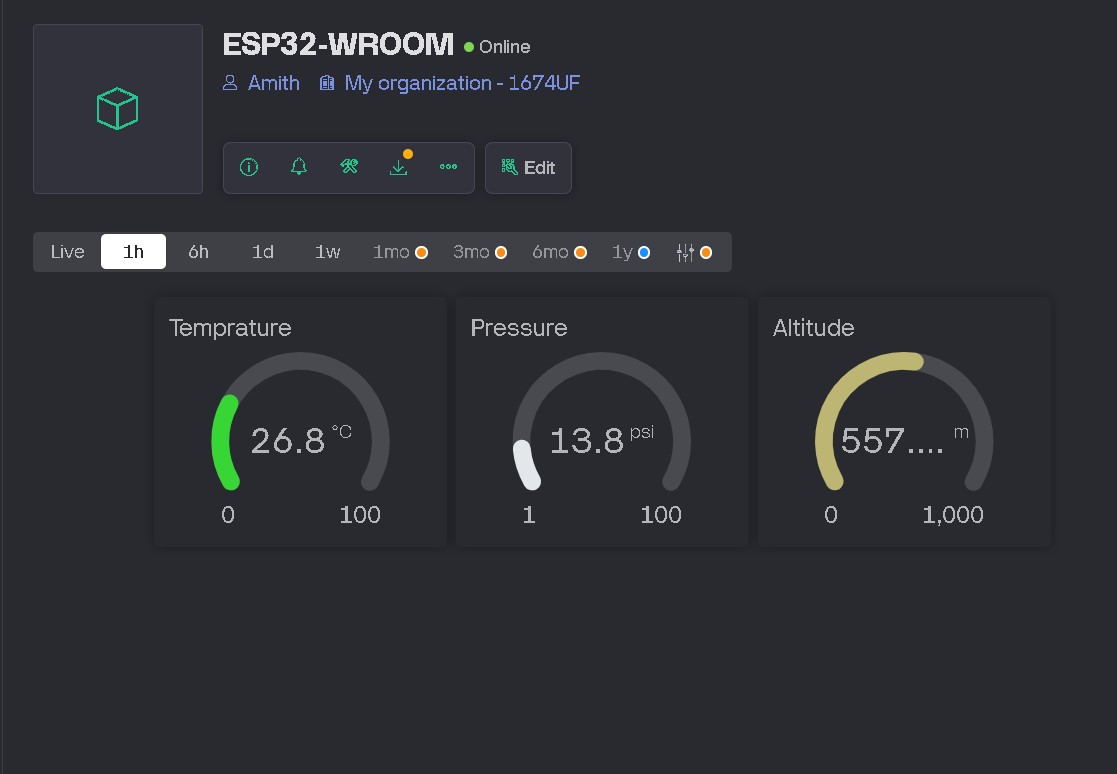 ESP32-WROOM Online
Amith My organization - 1674UF
Edit
Live 1h 6h 1d 1w 1mo 3mo 6mo 1y
Temprature
26.8 °C
0 100
Pressure
13.8 psi
1 100
Altitude
557.... m
0 1,000